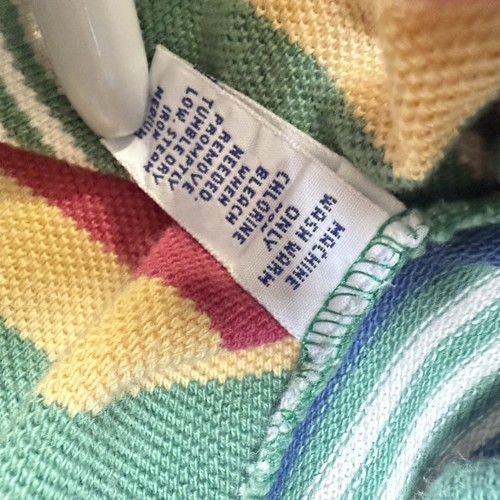 MACHINE
WASH WARM
ONLY
NON
CHLORINE
BLEACH
WHEN
NEEDED
REMOVE
PROMPTLY
TUMBLE DRY
LOW STEAM
IRON
MEDIUM